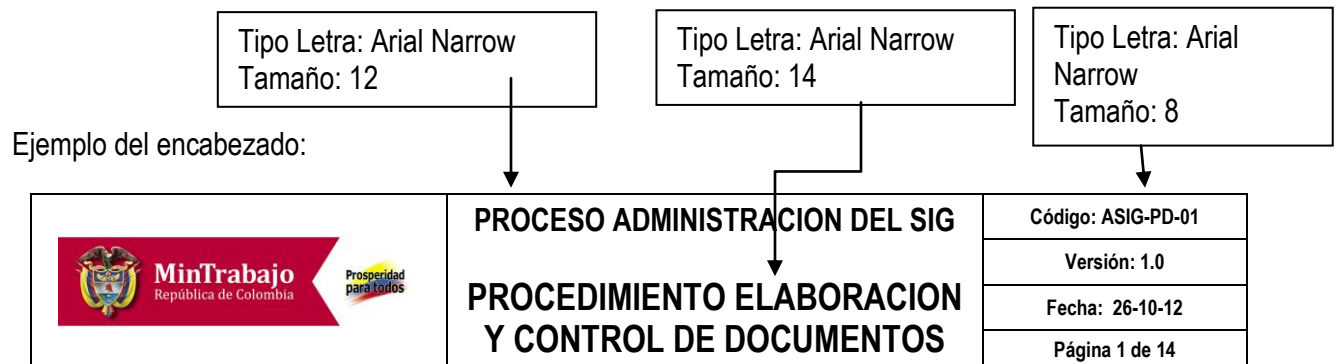 Tipo Letra: Arial Narrow
Tamaño: 12
Tipo Letra: Arial Narrow
Tamaño: 14
Tipo Letra: Arial
Narrow
Tamaño: 8
Ejemplo del encabezado:
MinTrabajo
República de Colombia
Prosperidad
para todos
PROCESO ADMINISTRACION DEL SIG
PROCEDIMIENTO ELABORACION
Y CONTROL DE DOCUMENTOS
Código: ASIG-PD-01
Versión: 1.0
Fecha: 26-10-12
Página 1 de 14